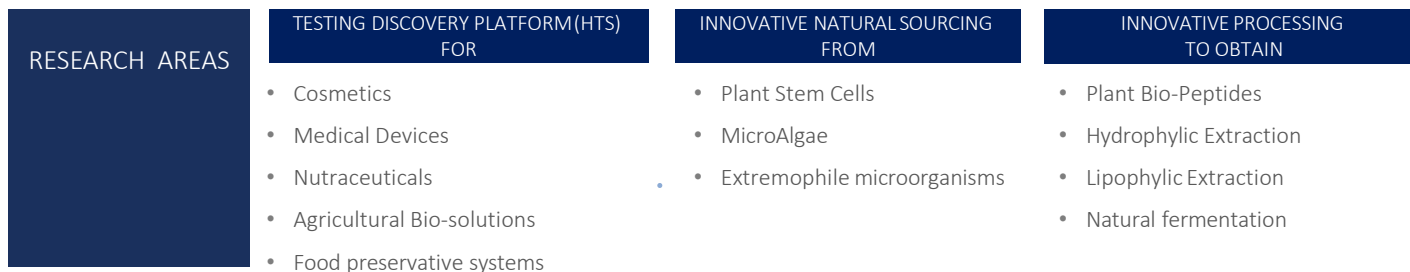 RESEARCH AREAS
TESTING DISCOVERY PLATFORM (HTS)
FOR
• Cosmetics
• Medical Devices
• Nutraceuticals
• Agricultural Bio-solutions
• Food preservative systems
INNOVATIVE NATURAL SOURCING
FROM
• Plant Stem Cells
• MicroAlgae
• Extremophile microorganisms
INNOVATIVE PROCESSING
TO OBTAIN
• Plant Bio-Peptides
• Hydrophylic Extraction
• Lipophylic Extraction
• Natural fermentation